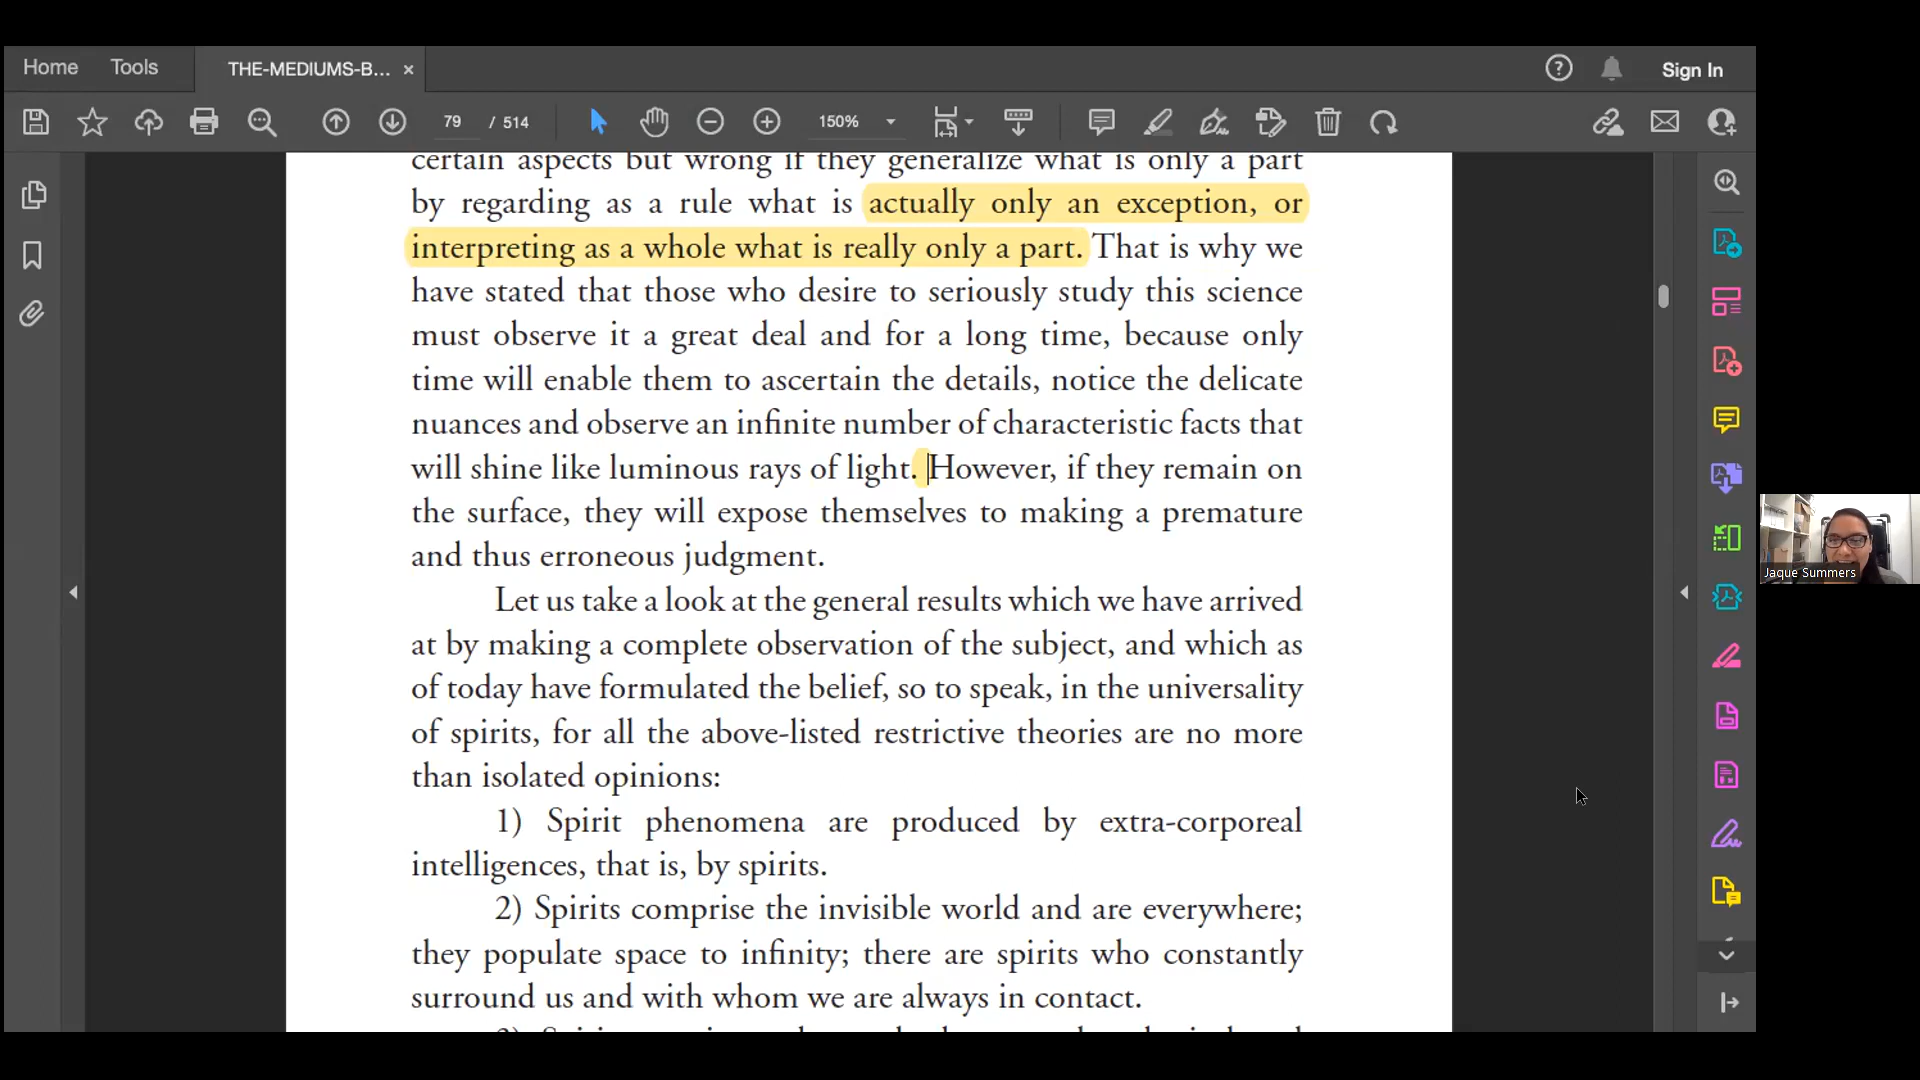 Home
Tools
THE-MEDIUMS-B...
Sign In
79 / 514
150%
certain aspects but wrong if they generalize what is only a part
by regarding as a rule what is actually only an exception, or
interpreting as a whole what is really only a part. That is why we
have stated that those who desire to seriously study this science
must observe it a great deal and for a long time, because only
time will enable them to ascertain the details, notice the delicate
nuances and observe an infinite number of characteristic facts that
will shine like luminous rays of light. However, if they remain on
the surface, they will expose themselves to making a premature
and thus erroneous judgment.
Let us take a look at the general results which we have arrived
at by making a complete observation of the subject, and which as
of today have formulated the belief, so to speak, in the universality
of spirits, for all the above-listed restrictive theories are no more
than isolated opinions:
1) Spirit phenomena are produced by extra-corporeal
intelligences, that is, by spirits.
2) Spirits comprise the invisible world and are everywhere;
they populate space to infinity; there are spirits who constantly
surround us and with whom we are always in contact.
Jaque Summers